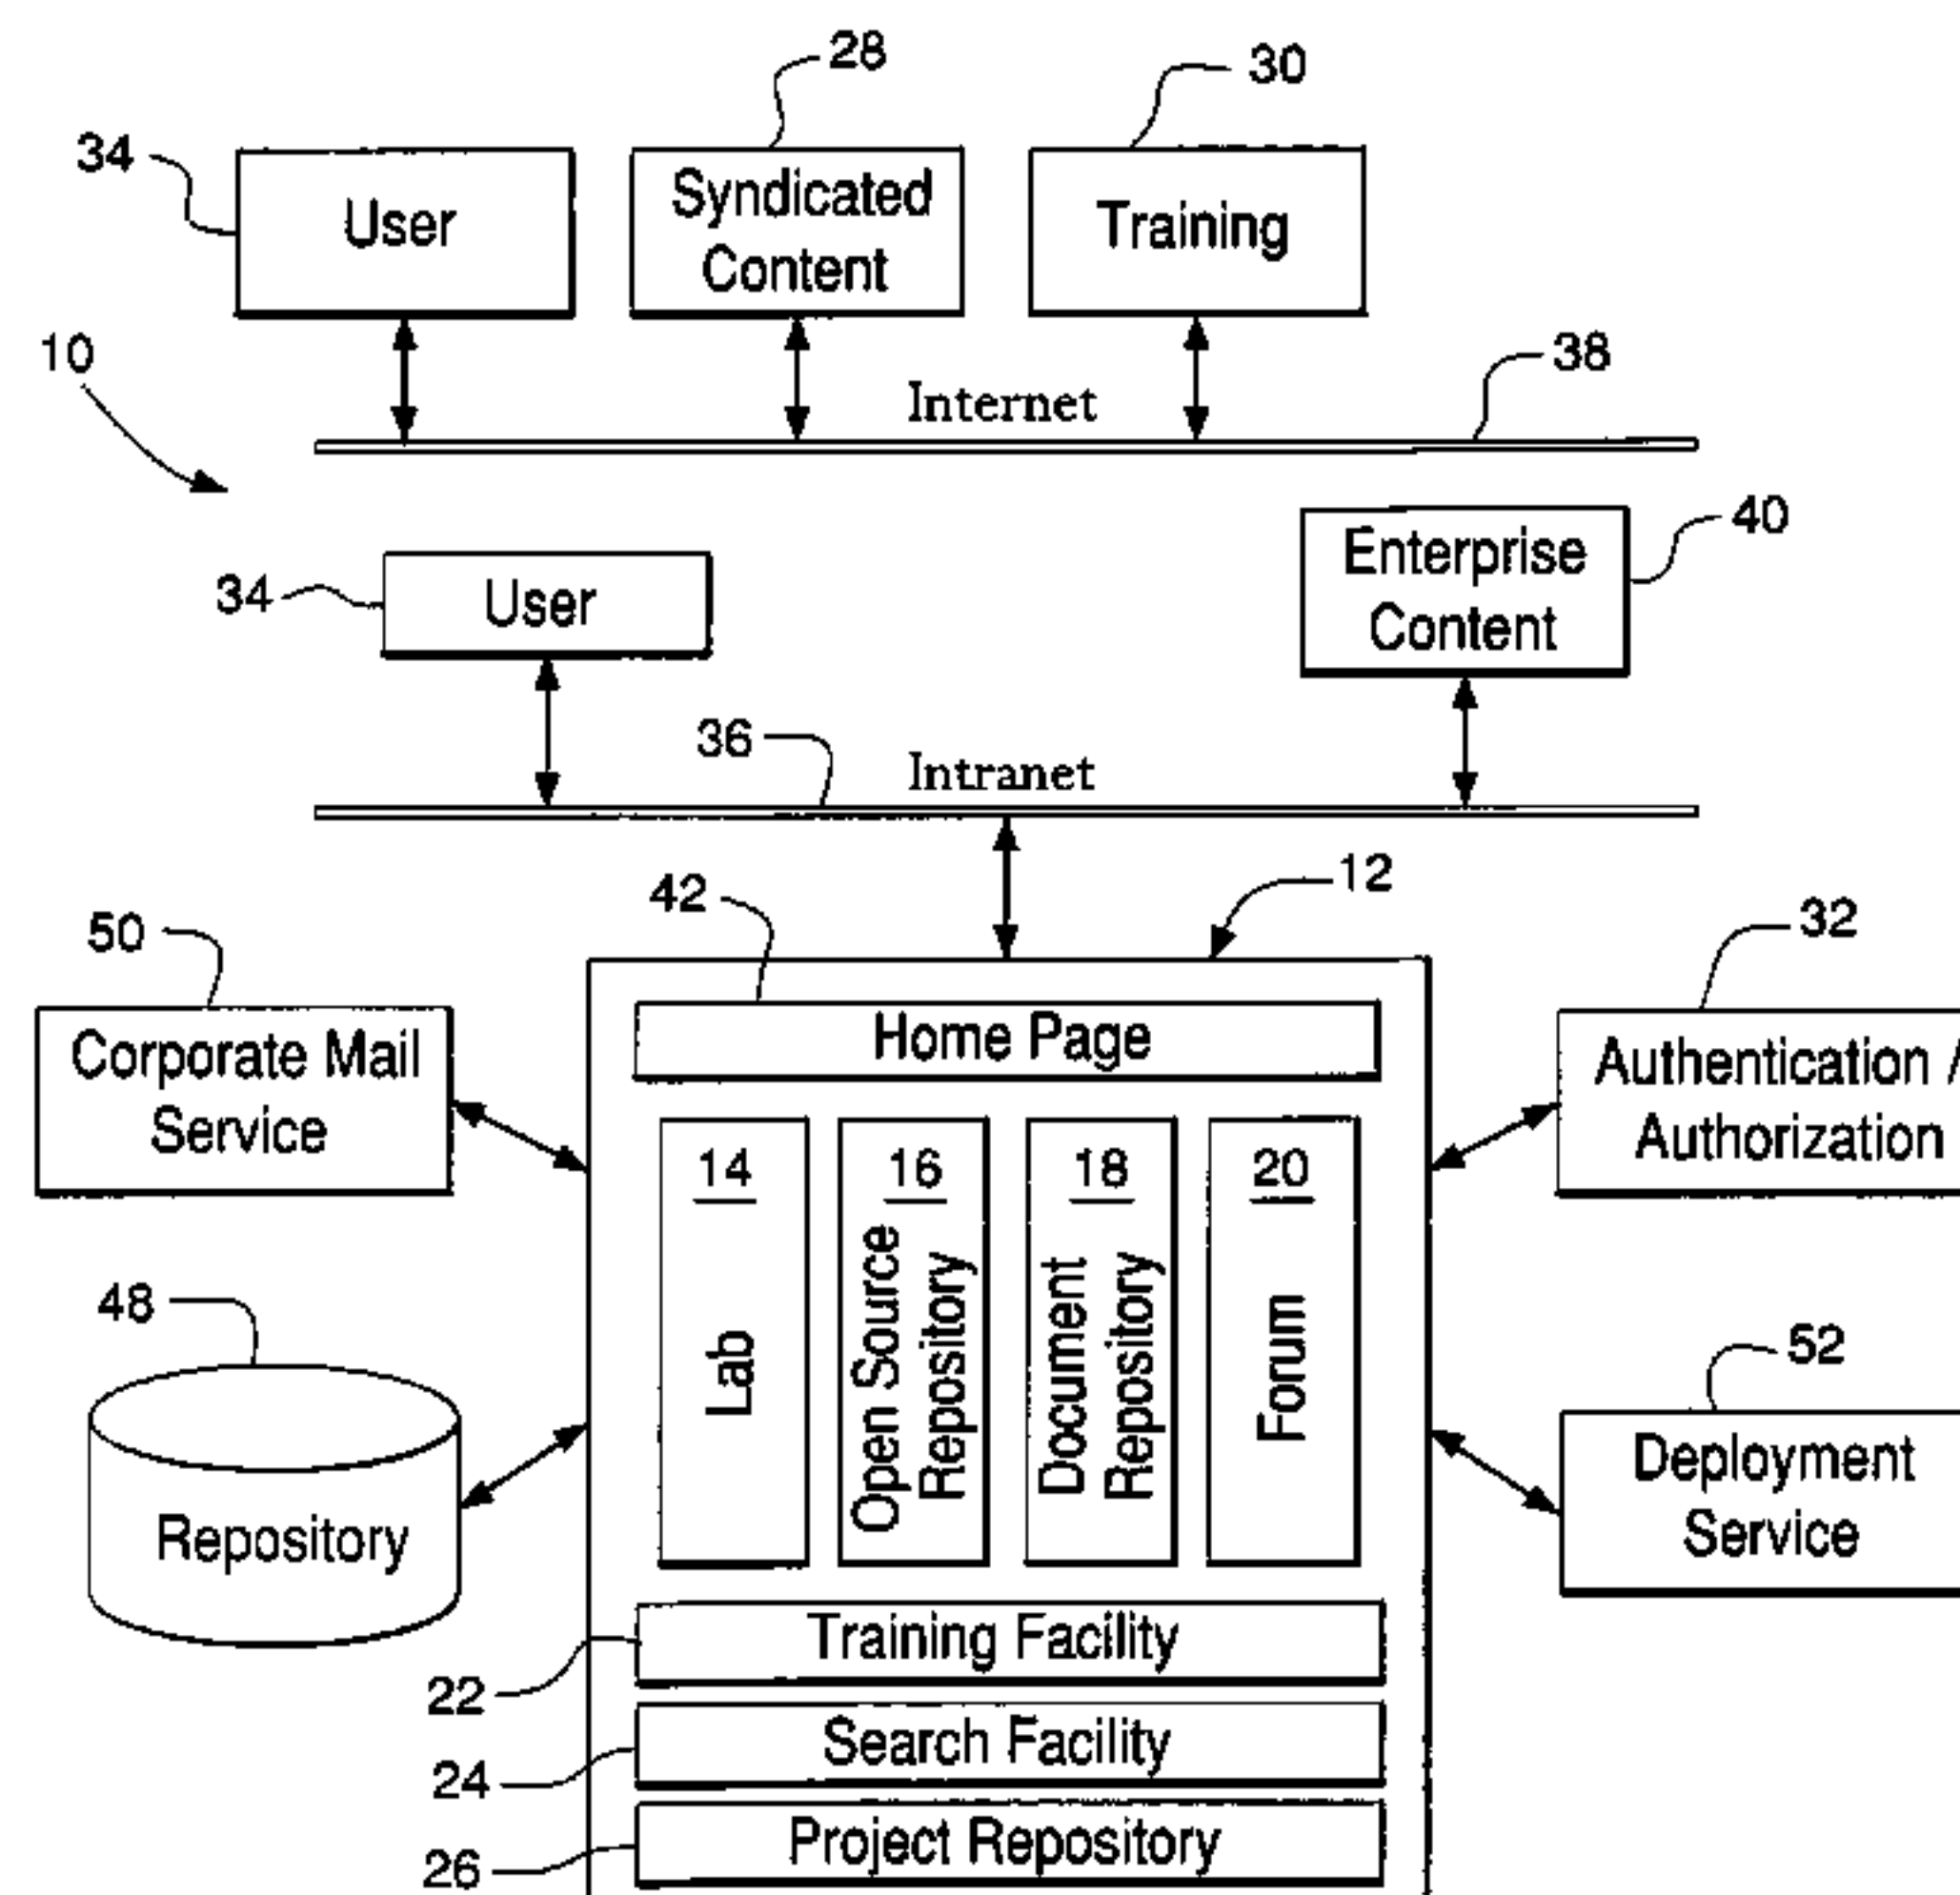 28
30
34
User
Syndicated
Content
Training
10
Internet
38
34
User
Enterprise
Content
40
36
Intranet
42
12
50
32
Corporate Mail
Service
Home Page
Authentication /
Authorization
14
Lab
16
Open Source
Repository
18
Document
Repository
20
Forum
48
Repository
52
Deployment
Service
22
Training Facility
24
Search Facility
26
Project Repository